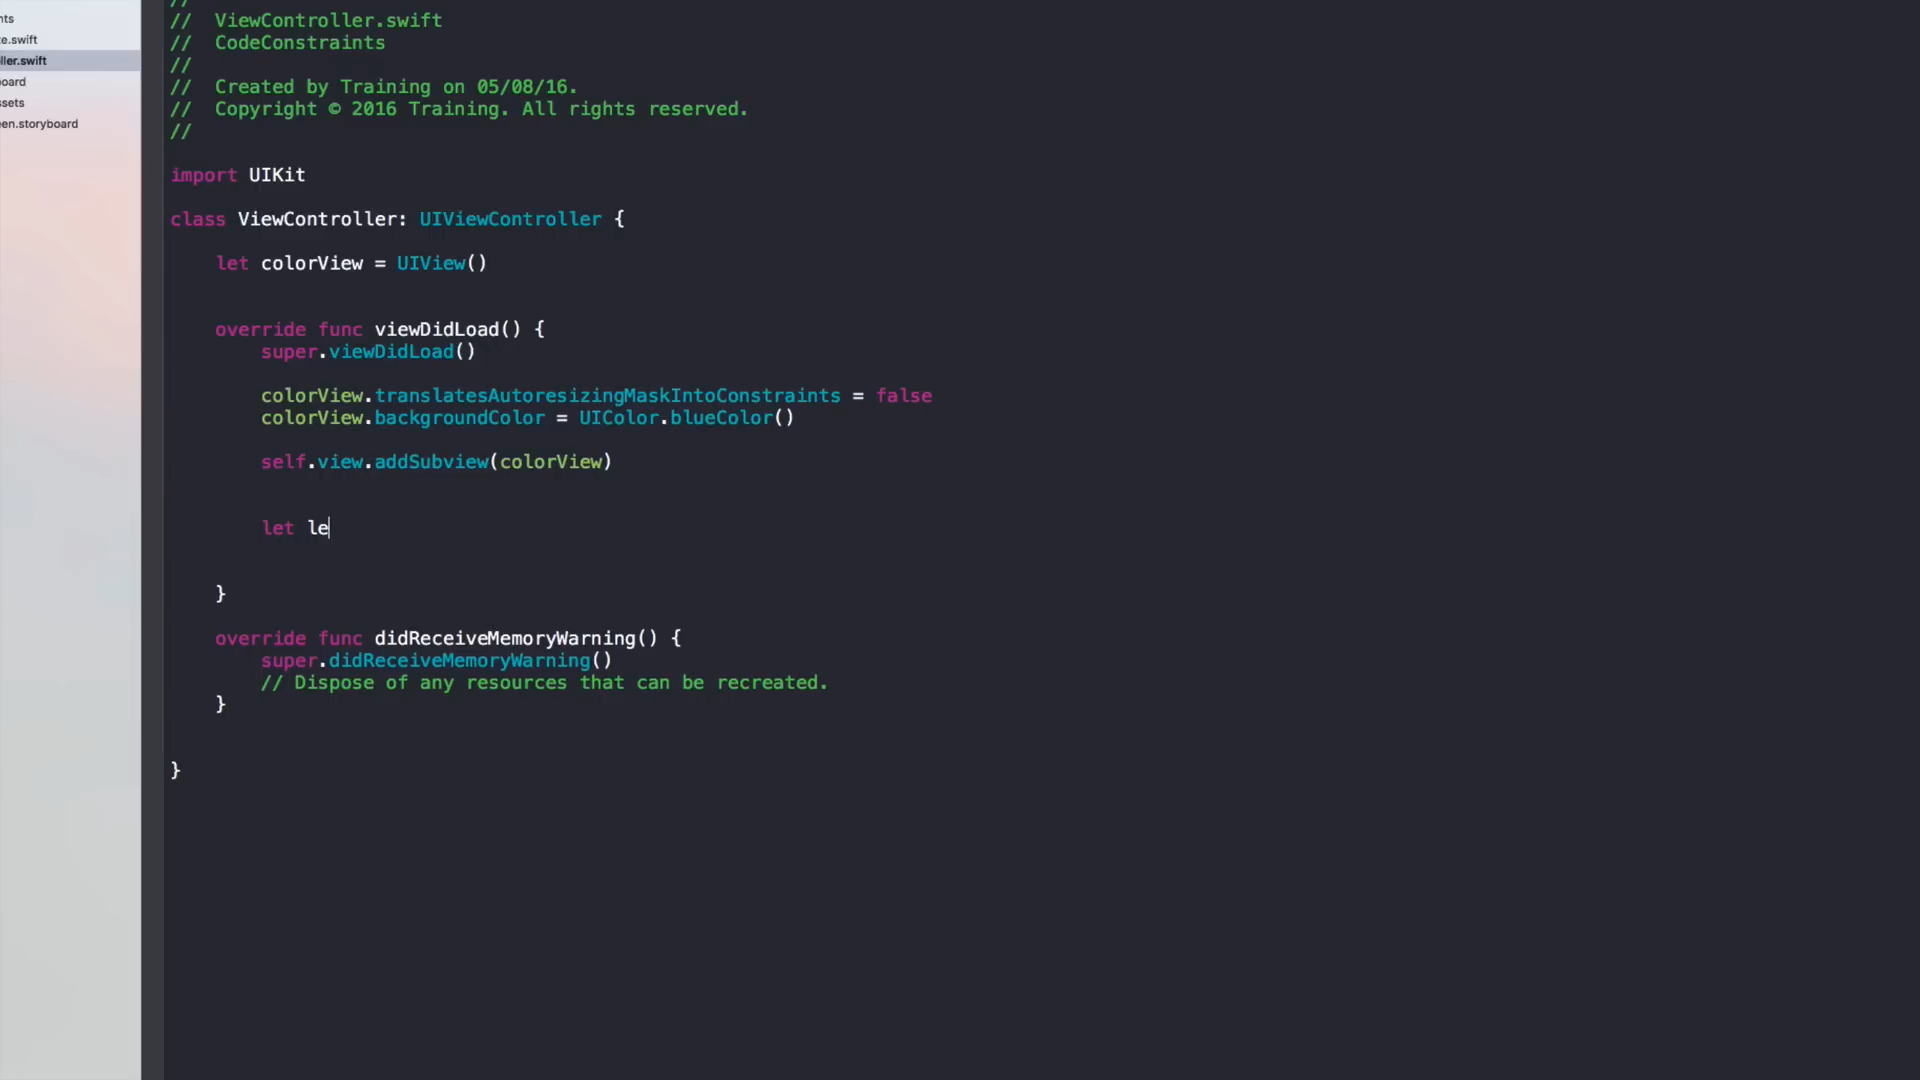 nts
te.swift
ller.swift
oard
ssets
een.storyboard
//
//  ViewController.swift
//  CodeConstraints
//
//  Created by Training on 05/08/16.
//  Copyright © 2016 Training. All rights reserved.
//
import UIKit
class ViewController: UIViewController {
    let colorView = UIView()
    override func viewDidLoad() {
        super.viewDidLoad()
        colorView.translatesAutoresizingMaskIntoConstraints = false
        colorView.backgroundColor = UIColor.blueColor()
        self.view.addSubview(colorView)
        let le
    }
    override func didReceiveMemoryWarning() {
        super.didReceiveMemoryWarning()
        // Dispose of any resources that can be recreated.
    }
}